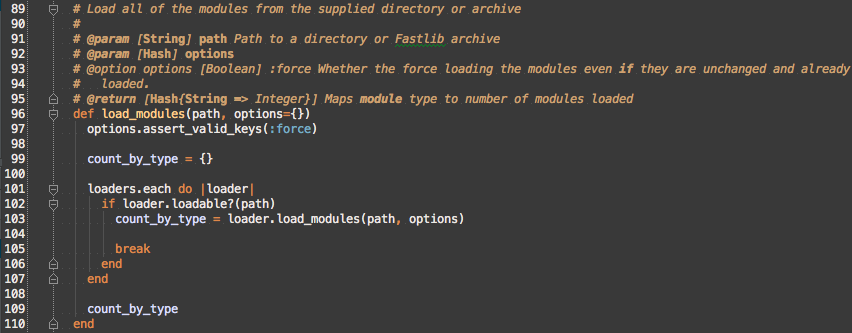 89 # Load all of the modules from the supplied directory or archive
90 #
91 # @param [String] path Path to a directory or Fastlib archive
92 # @param [Hash] options
93 # @option options [Boolean] :force Whether the force loading the modules even if they are unchanged and already
94 #   loaded.
95 # @return [Hash{String => Integer}] Maps module type to number of modules loaded
96 def load_modules(path, options={})
97   options.assert_valid_keys(:force)
98
99   count_by_type = {}
100
101   loaders.each do |loader|
102     if loader.loadable?(path)
103       count_by_type = loader.load_modules(path, options)
104
105       break
106     end
107   end
108
109   count_by_type
110 end